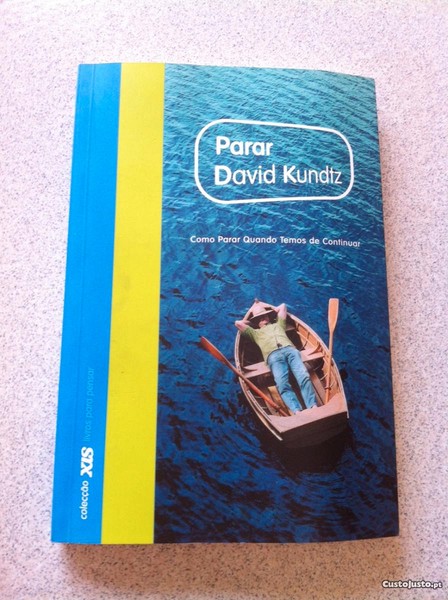 Parar
David Kundtz
Como Parar Quando Temos de Continuar
colecção XIS livros para pensar
CustoJusto.pt